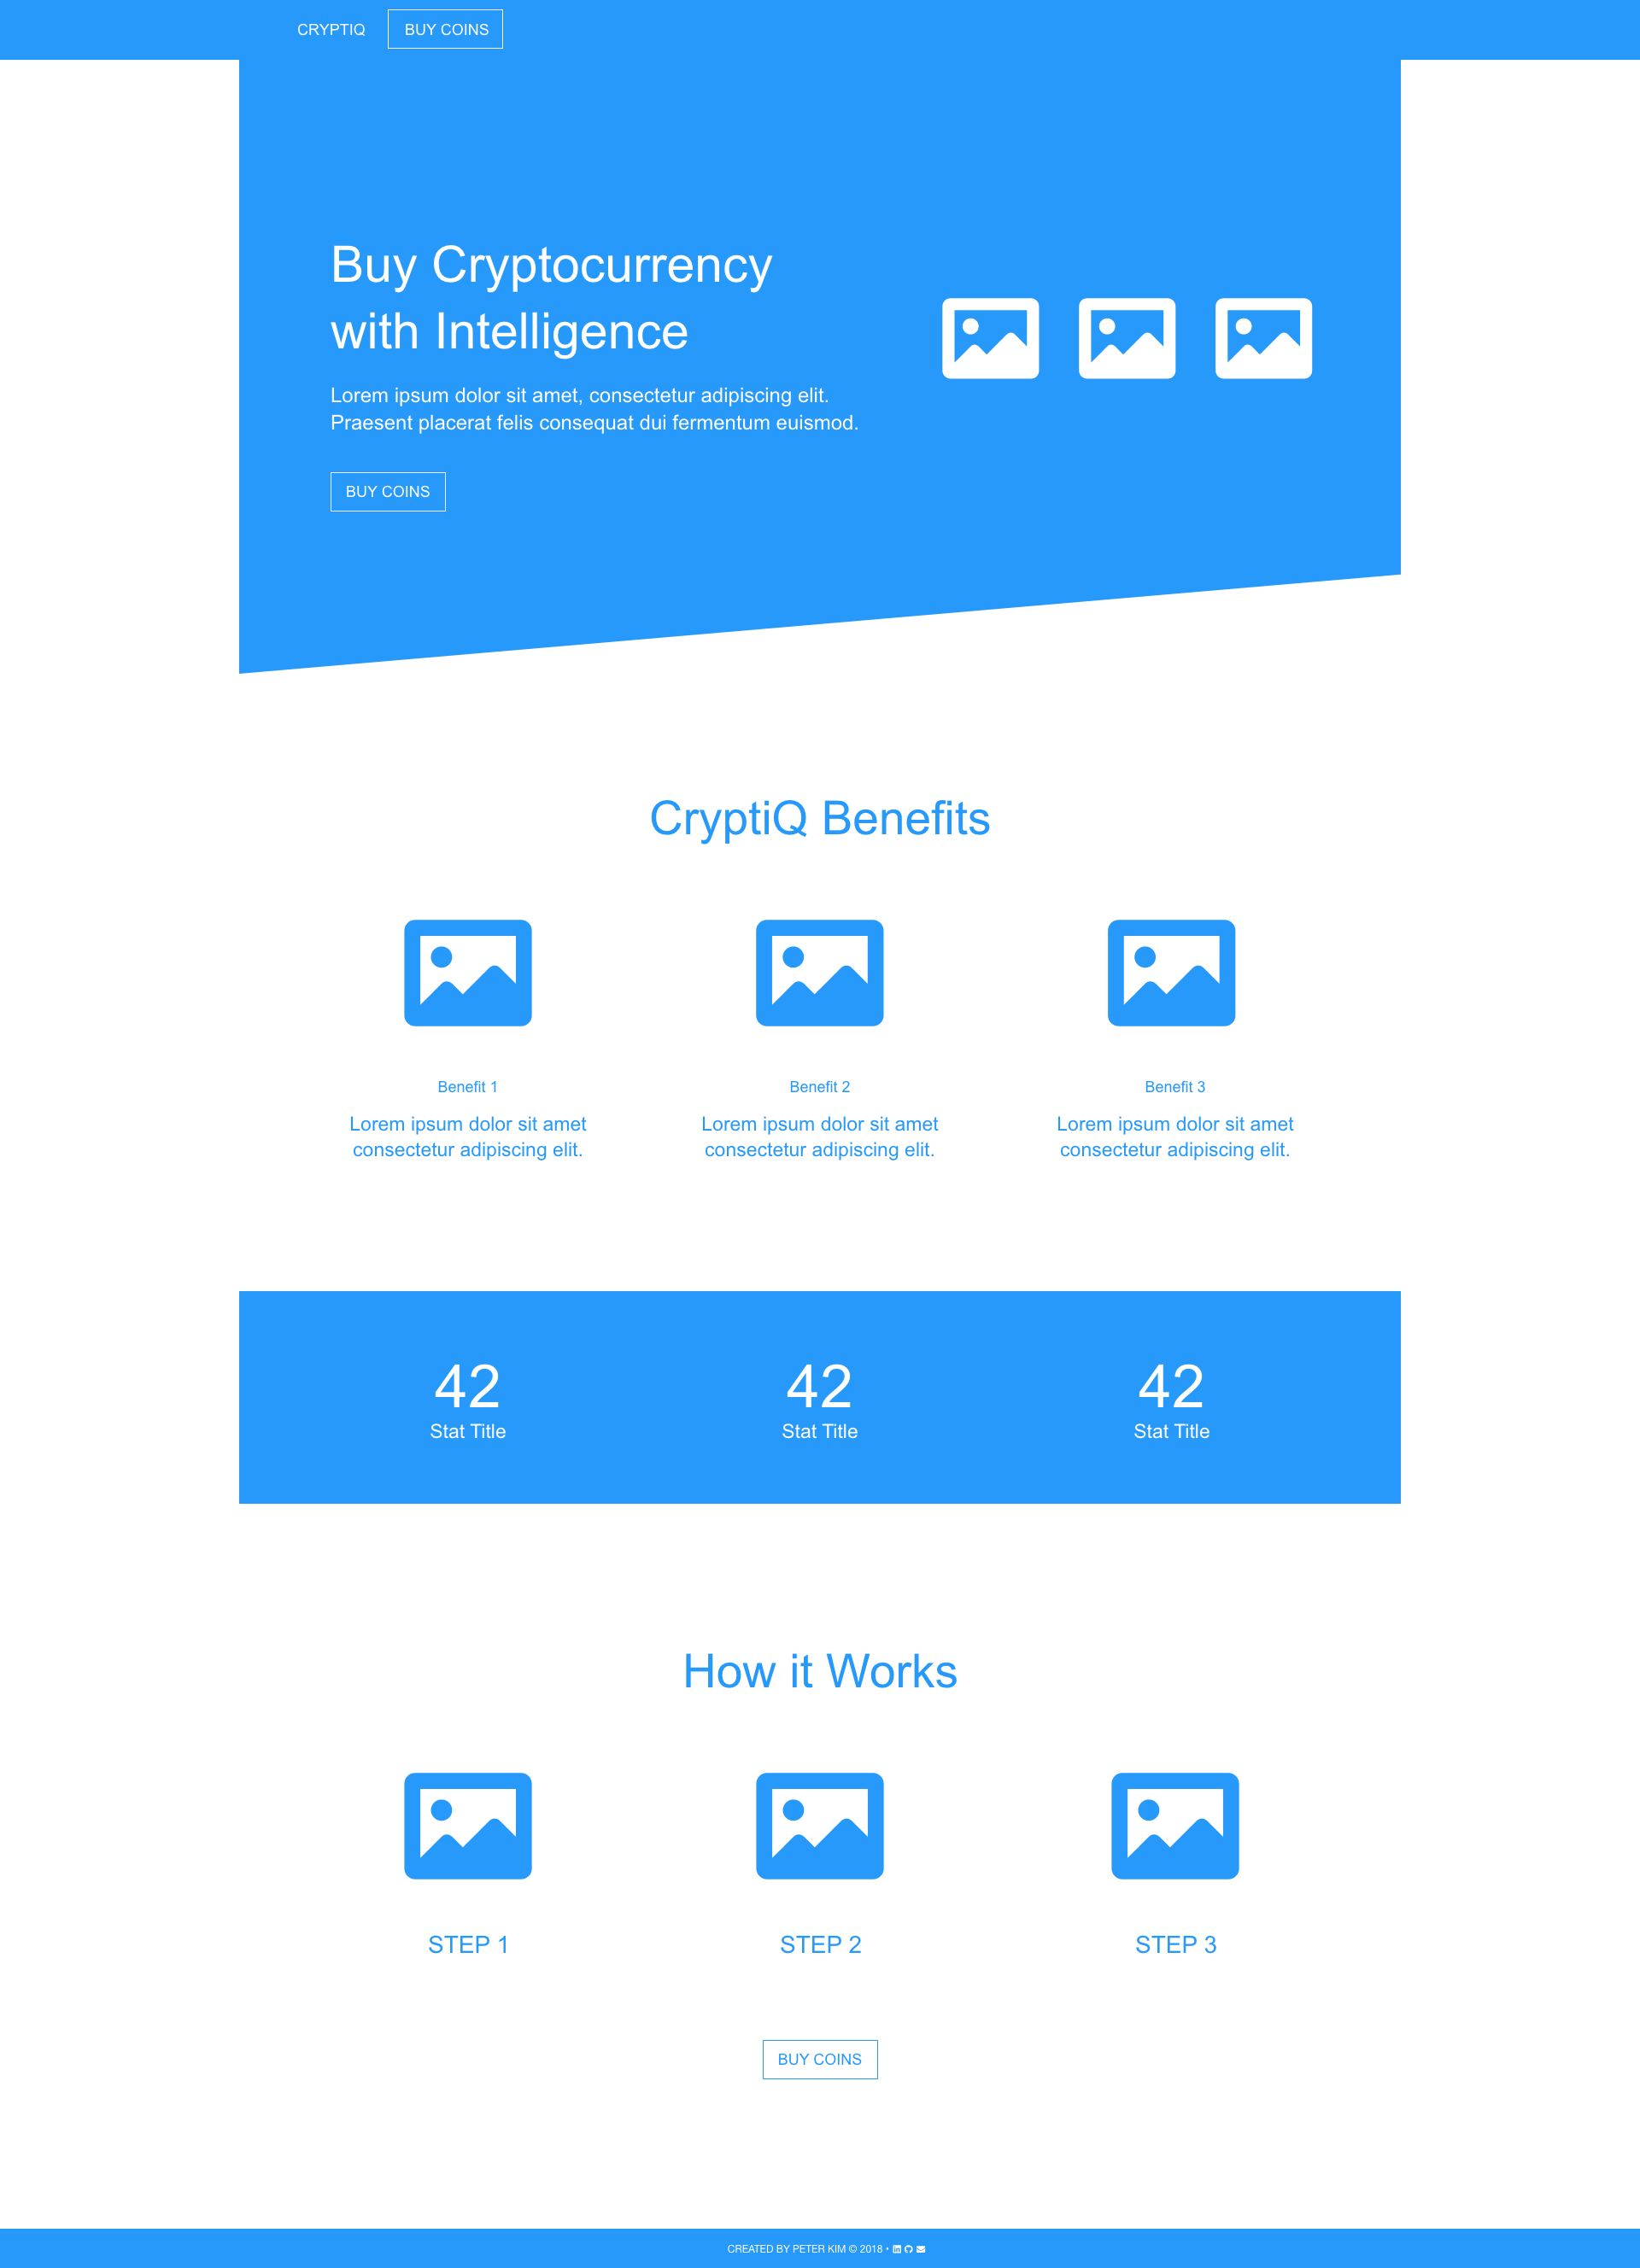 CRYPTIQ
BUY COINS
Buy Cryptocurrency
with Intelligence
Lorem ipsum dolor sit amet, consectetur adipiscing elit.
Praesent placerat felis consequat dui fermentum euismod.
BUY COINS
CryptiQ Benefits
Benefit 1
Lorem ipsum dolor sit amet
consectetur adipiscing elit.
Benefit 2
Lorem ipsum dolor sit amet
consectetur adipiscing elit.
Benefit 3
Lorem ipsum dolor sit amet
consectetur adipiscing elit.
42
Stat Title
42
Stat Title
42
Stat Title
How it Works
STEP 1
STEP 2
STEP 3
BUY COINS
CREATED BY PETER KIM © 2018 •